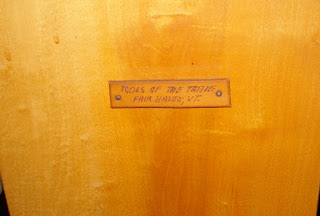 TOOLS OF THE TRADE
FAIR HAVEN, VT.